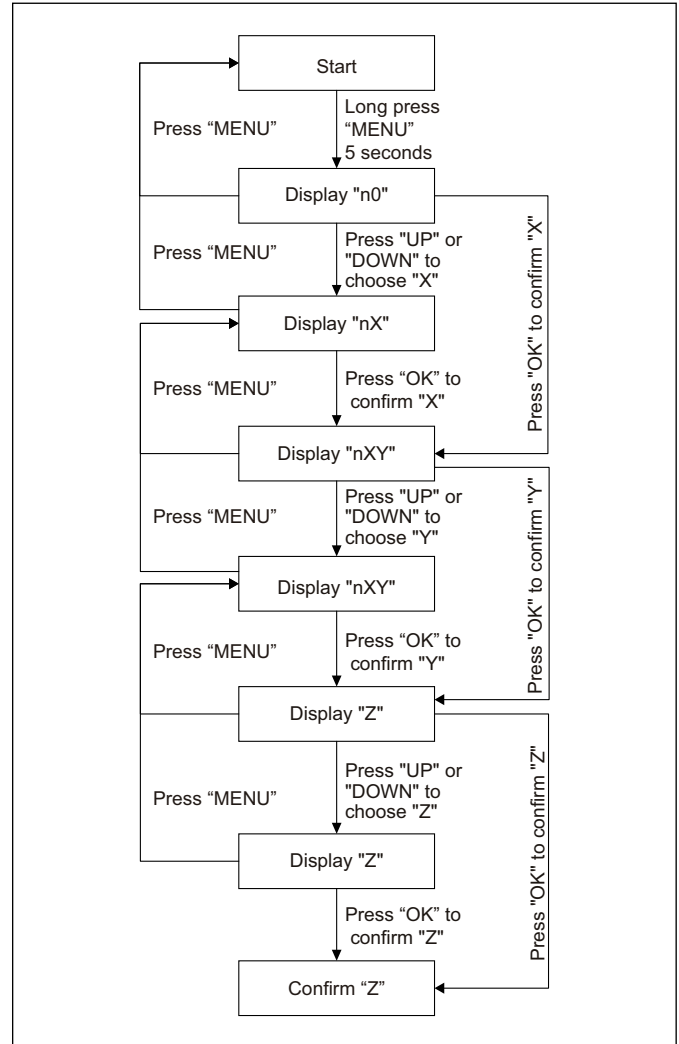 Start
Long press
“MENU”
5 seconds
Press “MENU”
Display "n0"
Press "UP" or
"DOWN" to
choose "X"
Press “MENU”
Press "OK" to confirm "X"
Display "nX"
Press “OK” to
confirm "X"
Press “MENU”
Display "nXY"
Press "UP" or
"DOWN" to
choose "Y"
Press “MENU”
Press "OK" to confirm "Y"
Display "nXY"
Press “OK” to
confirm "Y"
Press “MENU”
Display "Z"
Press "UP" or
"DOWN" to
choose "Z"
Press “MENU”
Press "OK" to confirm "Z"
Display "Z"
Press “OK” to
confirm "Z"
Confirm “Z”